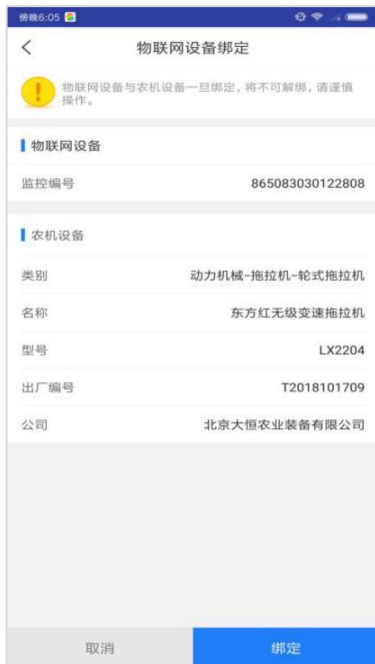 傍晚6:05
物联网设备绑定
物联网设备与农机设备一旦绑定，将不可解绑，请谨慎
操作。
物联网设备
监控编号 865083030122808
农机设备
类别 动力机械-拖拉机-轮式拖拉机
名称 东方红无级变速拖拉机
型号 LX2204
出厂编号 T2018101709
公司 北京大恒农业装备有限公司
取消 绑定